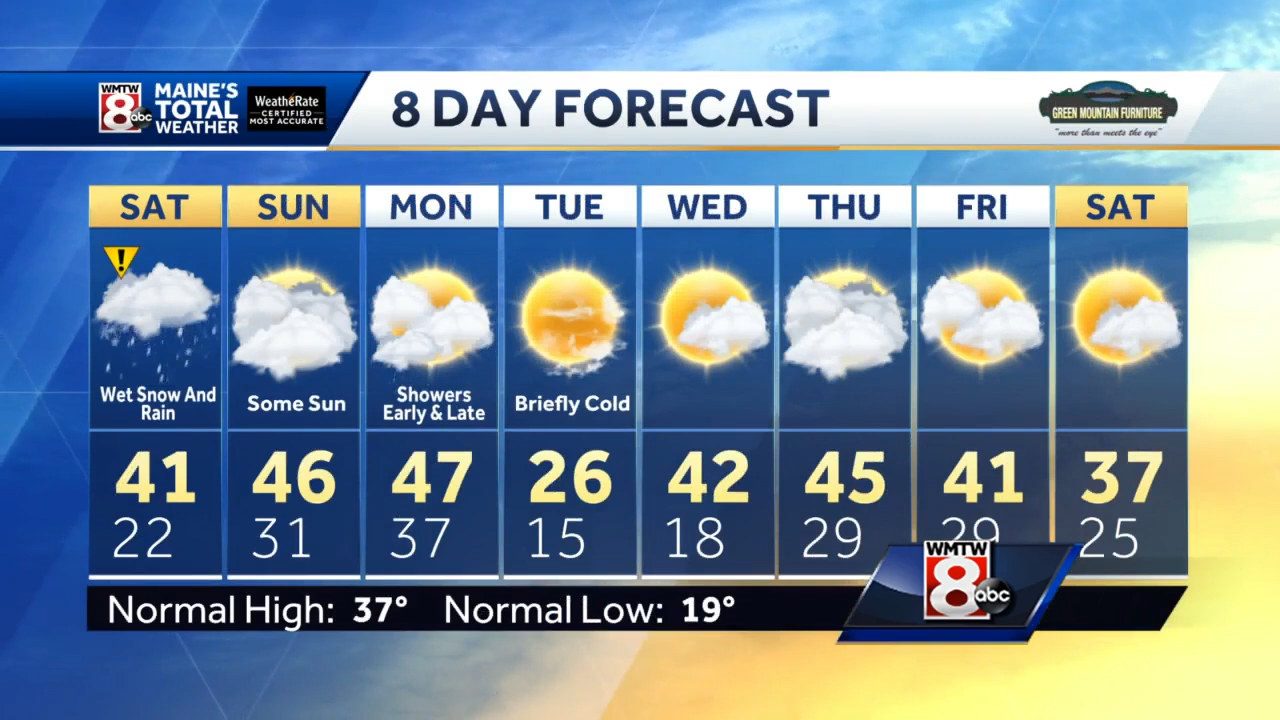 WMTW
8
abc
MAINE'S
TOTAL
WEATHER
WeatheRate
CERTIFIED
MOST ACCURATE
8 DAY FORECAST
GREEN MOUNTAIN FURNITURE
"more than meets the eye"
SAT SUN MON TUE WED THU FRI SAT
!
Wet Snow And
Rain
Some Sun
Showers
Early & Late
Briefly Cold
41 46 47 26 42 45 41 37
22 31 37 15 18 29 29 25
Normal High: 37° Normal Low: 19°
WMTW
8
abc